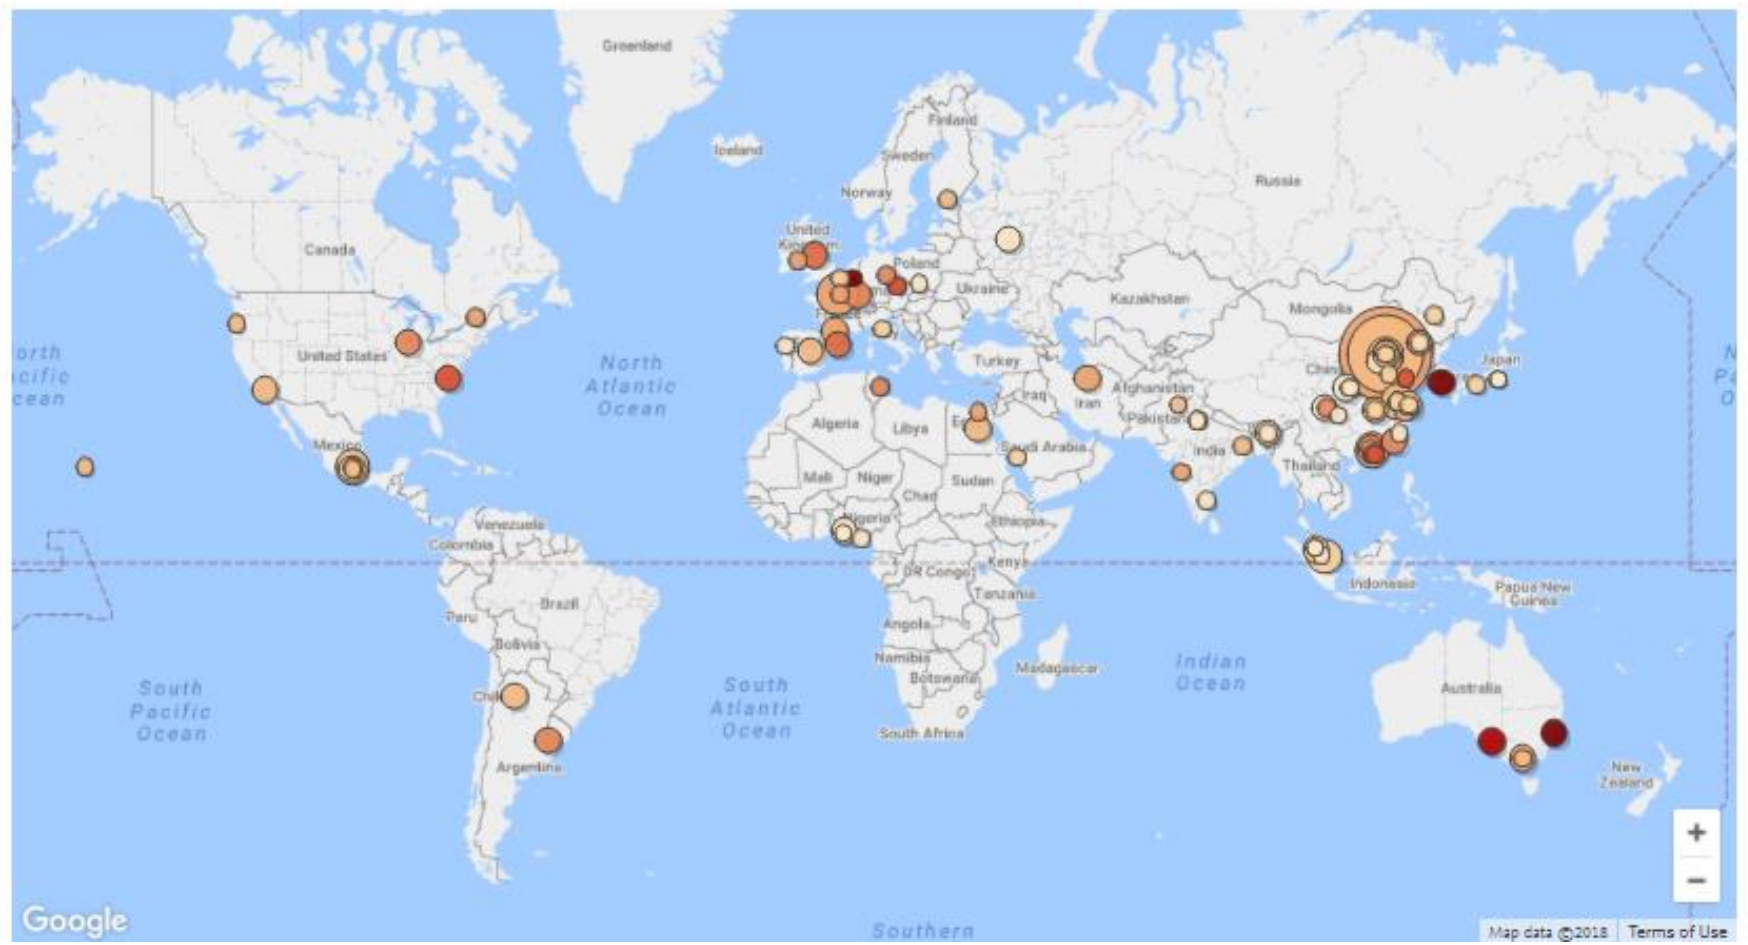 Greenland
Finland
Iceland
Sweden
Russia
Norway
United
Canada
Poland
Ukraine
Kazakhstan
Mongolia
United States
North
Atlantic
Ocean
Turkey
Japan
Iraq
Iran
Afghanistan
Pakistan
Algeria
Libya
Saudi Arabia
India
Mexico
Mali
Niger
Chad
Sudan
Thailand
Nigeria
Ethiopia
Venezuela
Colombia
DR Congo
Kenya
Tanzania
Indonesia
Papua New
Guinea
Brazil
Peru
Angola
Bolivia
Namibia
Botswana
Madagascar
Indian
Ocean
South
Pacific
Ocean
South
Atlantic
Ocean
Australia
South Africa
Argentina
New
Zealand
Google
Southern
Map data ©2018
Terms of Use